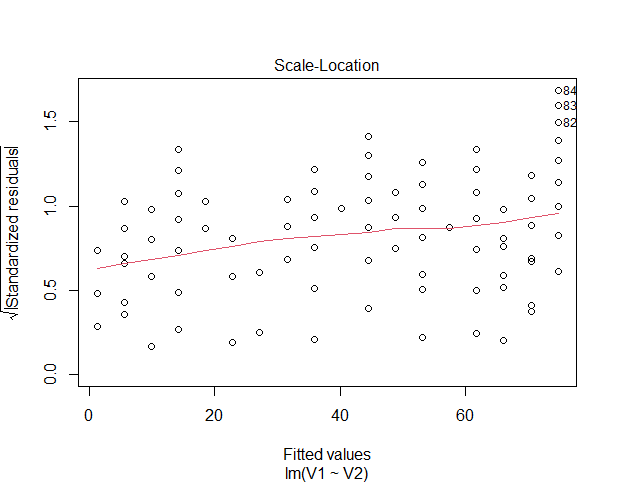 Scale-Location
√|Standardized residuals|
1.5
1.0
0.5
0.0
84
83
82
0 20 40 60
Fitted values
lm(V1 ~ V2)